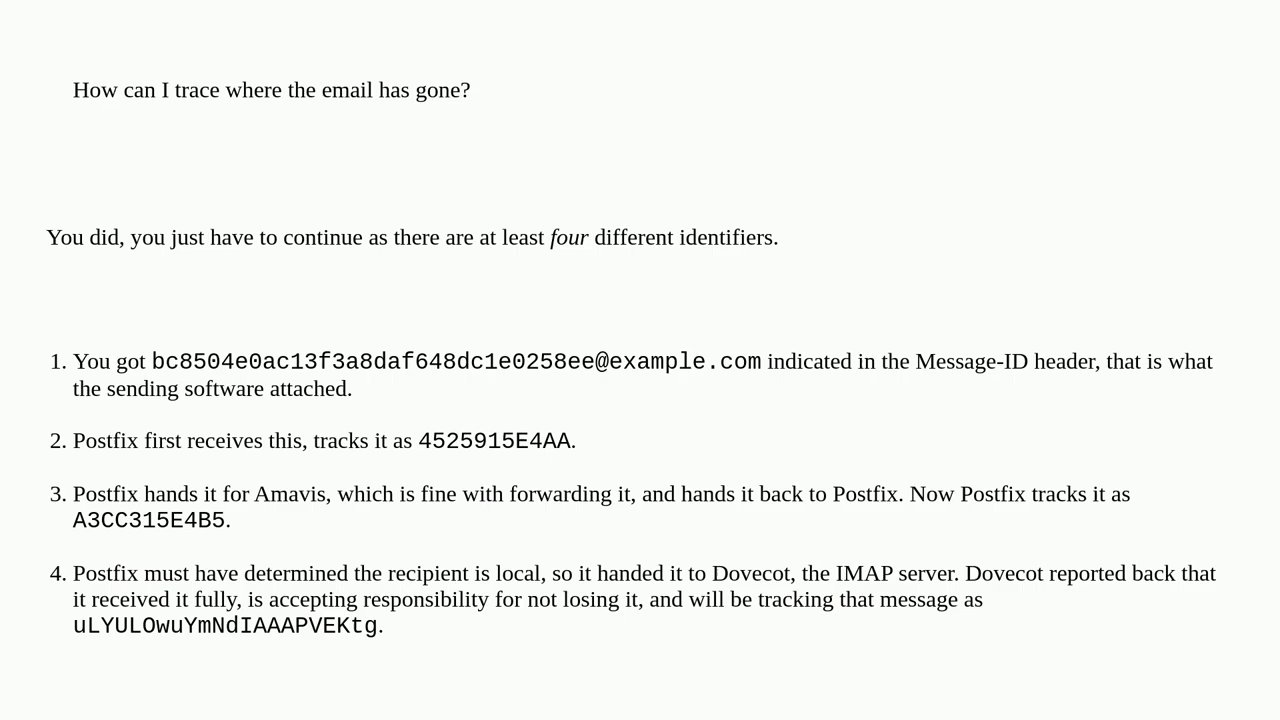 How can I trace where the email has gone?
You did, you just have to continue as there are at least four different identifiers.
1. You got bc8504e0ac13f3a8daf648dc1e0258ee@example.com indicated in the Message-ID header, that is what
the sending software attached.
2. Postfix first receives this, tracks it as 4525915E4AA.
3. Postfix hands it for Amavis, which is fine with forwarding it, and hands it back to Postfix. Now Postfix tracks it as
A3CC315E4B5.
4. Postfix must have determined the recipient is local, so it handed it to Dovecot, the IMAP server. Dovecot reported back that
it received it fully, is accepting responsibility for not losing it, and will be tracking that message as
uLYULOwuYmNdIAAAPVEKtg.